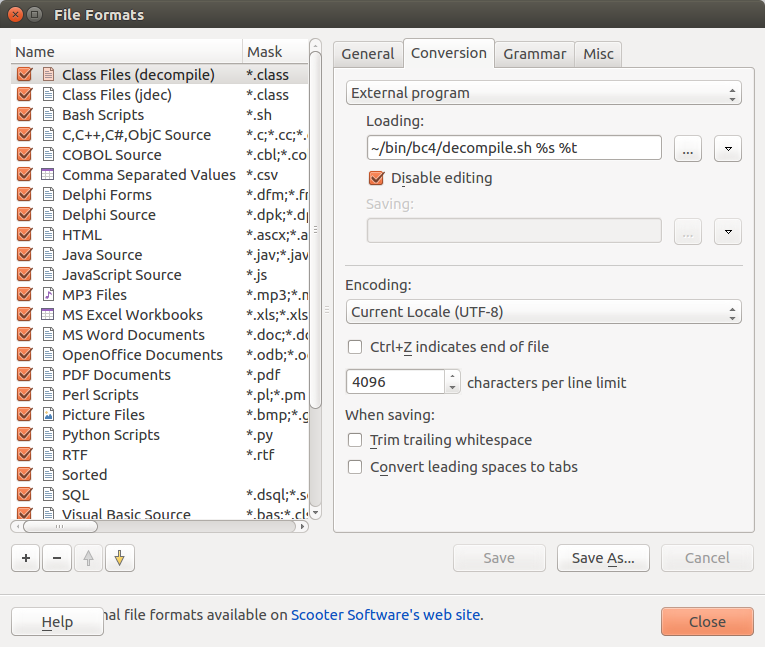 File Formats
Name Mask
Class Files (decompile) *.class
Class Files (jdec) *.class
Bash Scripts *.sh
C,C++,C#,ObjC Source *.c;*.cc;*.
COBOL Source *.cbl;*.co
Comma Separated Values *.csv
Delphi Forms *.dfm;*.fr
Delphi Source *.dpk;*.dp
HTML *.ascx;*.a
Java Source *.jav;*.jav
JavaScript Source *.js
MP3 Files *.mp3;*.m
MS Excel Workbooks *.xls;*.xls
MS Word Documents *.doc;*.do
OpenOffice Documents *.odb;*.o
PDF Documents *.pdf
Perl Scripts *.pl;*.pm
Picture Files *.bmp;*.g
Python Scripts *.py
RTF *.rtf
Sorted
SQL *.dsql;*.s
Visual Basic Source *.bas;*.cl
General Conversion Grammar Misc
External program
Loading:
~/bin/bc4/decompile.sh %s %t ...
Disable editing
Saving:
...
Encoding:
Current Locale (UTF-8)
Ctrl+Z indicates end of file
4096 characters per line limit
When saving:
Trim trailing whitespace
Convert leading spaces to tabs
+ −
Save Save As... Cancel
Help nal file formats available on Scooter Software's web site. Close